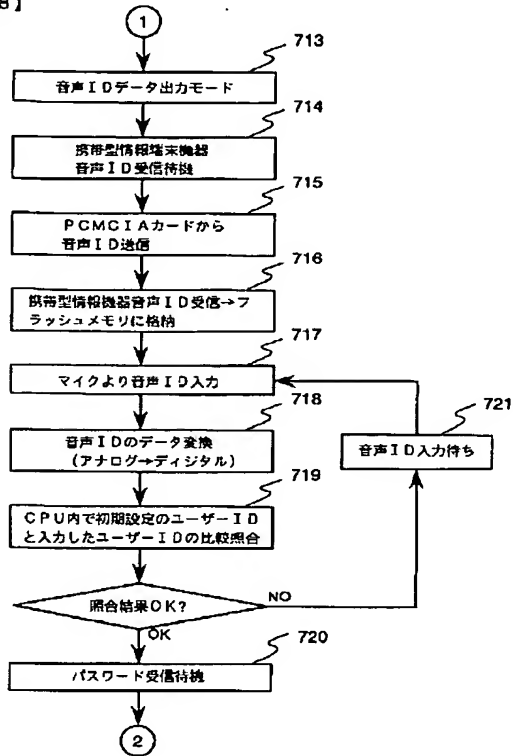 8】
1
713
音声IDデータ出力モード
714
携帯型情報端末機器
音声ID受信待機
715
PCMCIAカードから
音声ID送信
716
携帯型情報機器音声ID受信→フ
ラッシュメモリに格納
717
マイクより音声ID入力
718
音声IDのデータ変換
(アナログ→ディジタル)
721
音声ID入力待ち
719
CPU内で初期設定のユーザーID
と入力したユーザーIDの比較照合
照合結果OK?
NO
OK
720
パスワード受信待機
2